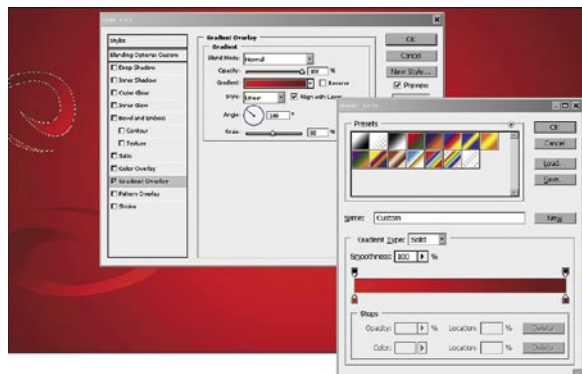 Styles
Blending Options: Custom
Drop Shadow
Inner Shadow
Outer Glow
Inner Glow
Bevel and Emboss
Contour
Texture
Satin
Color Overlay
Gradient Overlay
Pattern Overlay
Stroke
Gradient Overlay
Gradient
Blend Mode: Normal
Opacity: 100 %
Gradient: Reverse
Style: Linear Align with Layer
Angle: °
Scale: %
OK
Cancel
New Style...
Preview
Presets
OK
Cancel
Load...
Save...
Name: Custom
New
Gradient Type: Solid
Smoothness: 100 %
Stops
Opacity: % Location: % Delete
Color: Location: % Delete